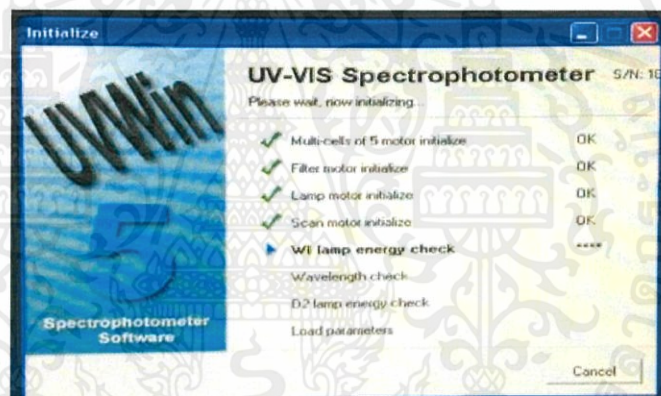 Initialize
UVWin
5
Spectrophotometer
Software
UV-VIS Spectrophotometer S/N: 18
Please wait, now initializing...
Multi-cells of 5 motor initialize OK
Filter motor initialize OK
Lamp motor initialize OK
Scan motor initialize OK
WI lamp energy check ****
Wavelength check
D2 lamp energy check
Load parameters
Cancel